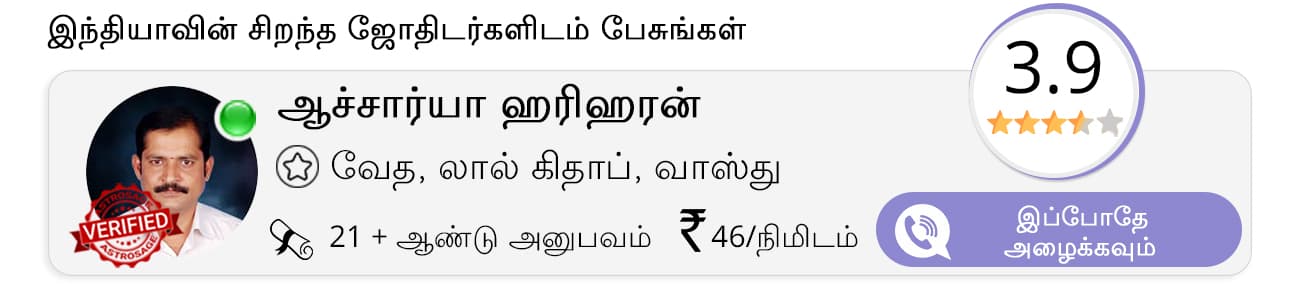 இந்தியாவின் சிறந்த ஜோதிடர்களிடம் பேசுங்கள்
ஆச்சார்யா ஹரிஹரன்
3.9
வேத, லால் கிதாப், வாஸ்து
ASTROSAGE
VERIFIED
ASTROSAGE
21 + ஆண்டு அனுபவம்
₹46/நிமிடம்
இப்போதே
அழைக்கவும்